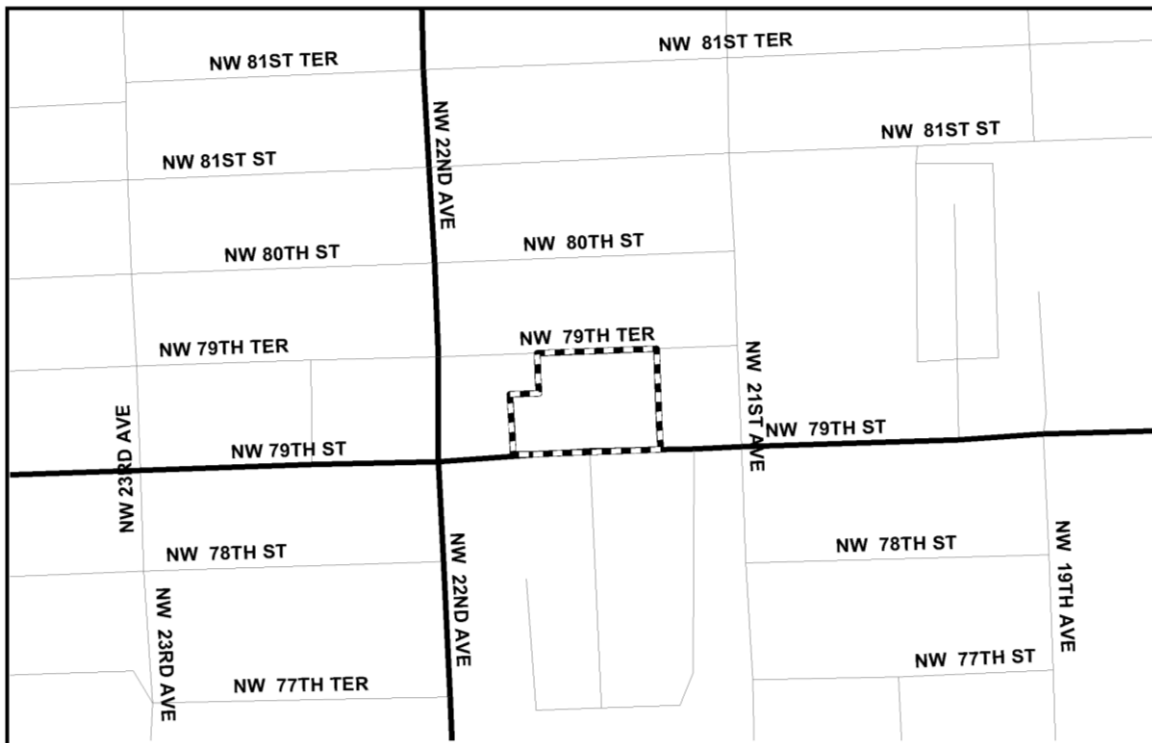 NW 81ST TER
NW 81ST TER
NW 22ND AVE
NW 81ST ST
NW 81ST ST
NW 80TH ST
NW 80TH ST
NW 79TH TER
NW 79TH TER
NW 21ST AVE
NW 23RD AVE
NW 79TH ST
NW 79TH ST
NW 78TH ST
NW 22ND AVE
NW 78TH ST
NW 19TH AVE
NW 23RD AVE
NW 77TH TER
NW 77TH ST